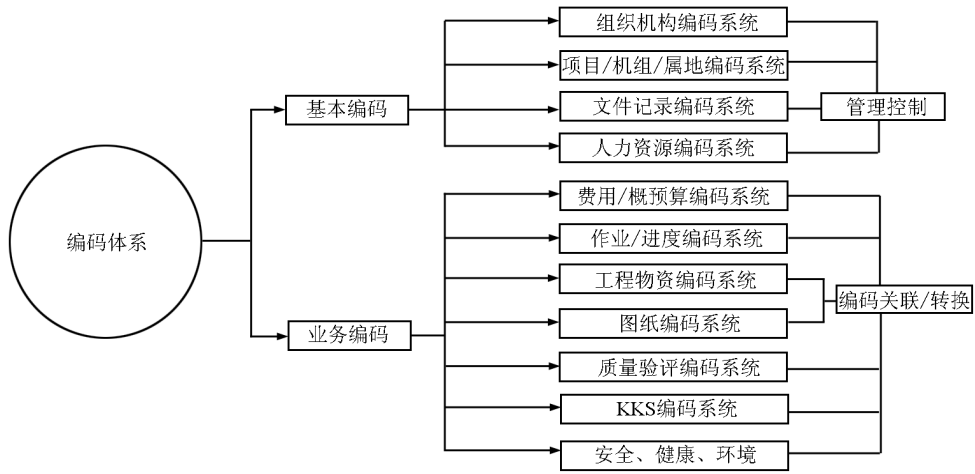 编码体系
基本编码
组织机构编码系统
项目/机组/属地编码系统
文件记录编码系统
人力资源编码系统
管理控制
业务编码
费用/概预算编码系统
作业/进度编码系统
工程物资编码系统
图纸编码系统
质量验评编码系统
KKS编码系统
安全、健康、环境
编码关联/转换